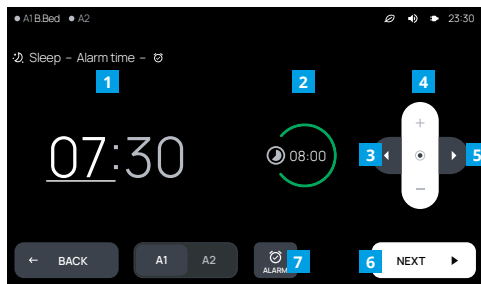 A1 B.Bed A2 23:30
Sleep – Alarm time –
1 2 4
07:30 08:00 3 + − 5
← BACK A1 A2 ALARM 7 6 NEXT